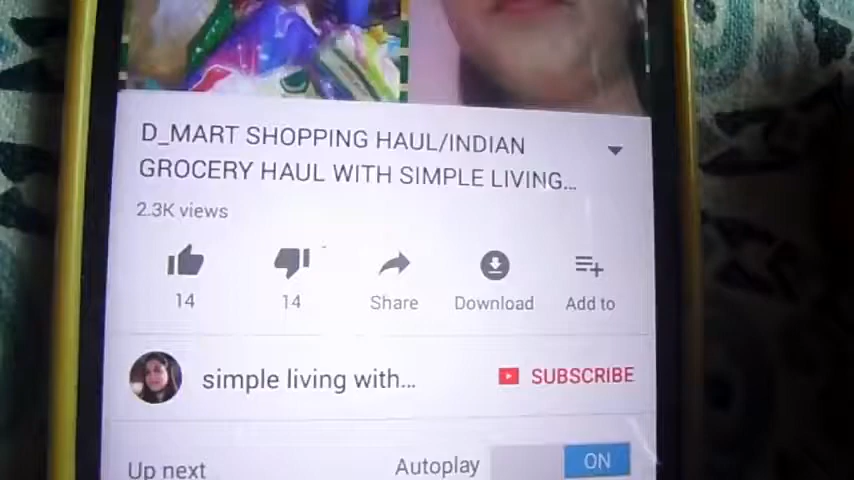 D_MART SHOPPING HAUL/INDIAN
GROCERY HAUL WITH SIMPLE LIVING...
2.3K views
14 14 Share Download Add to
simple living with... SUBSCRIBE
Up next Autoplay ON